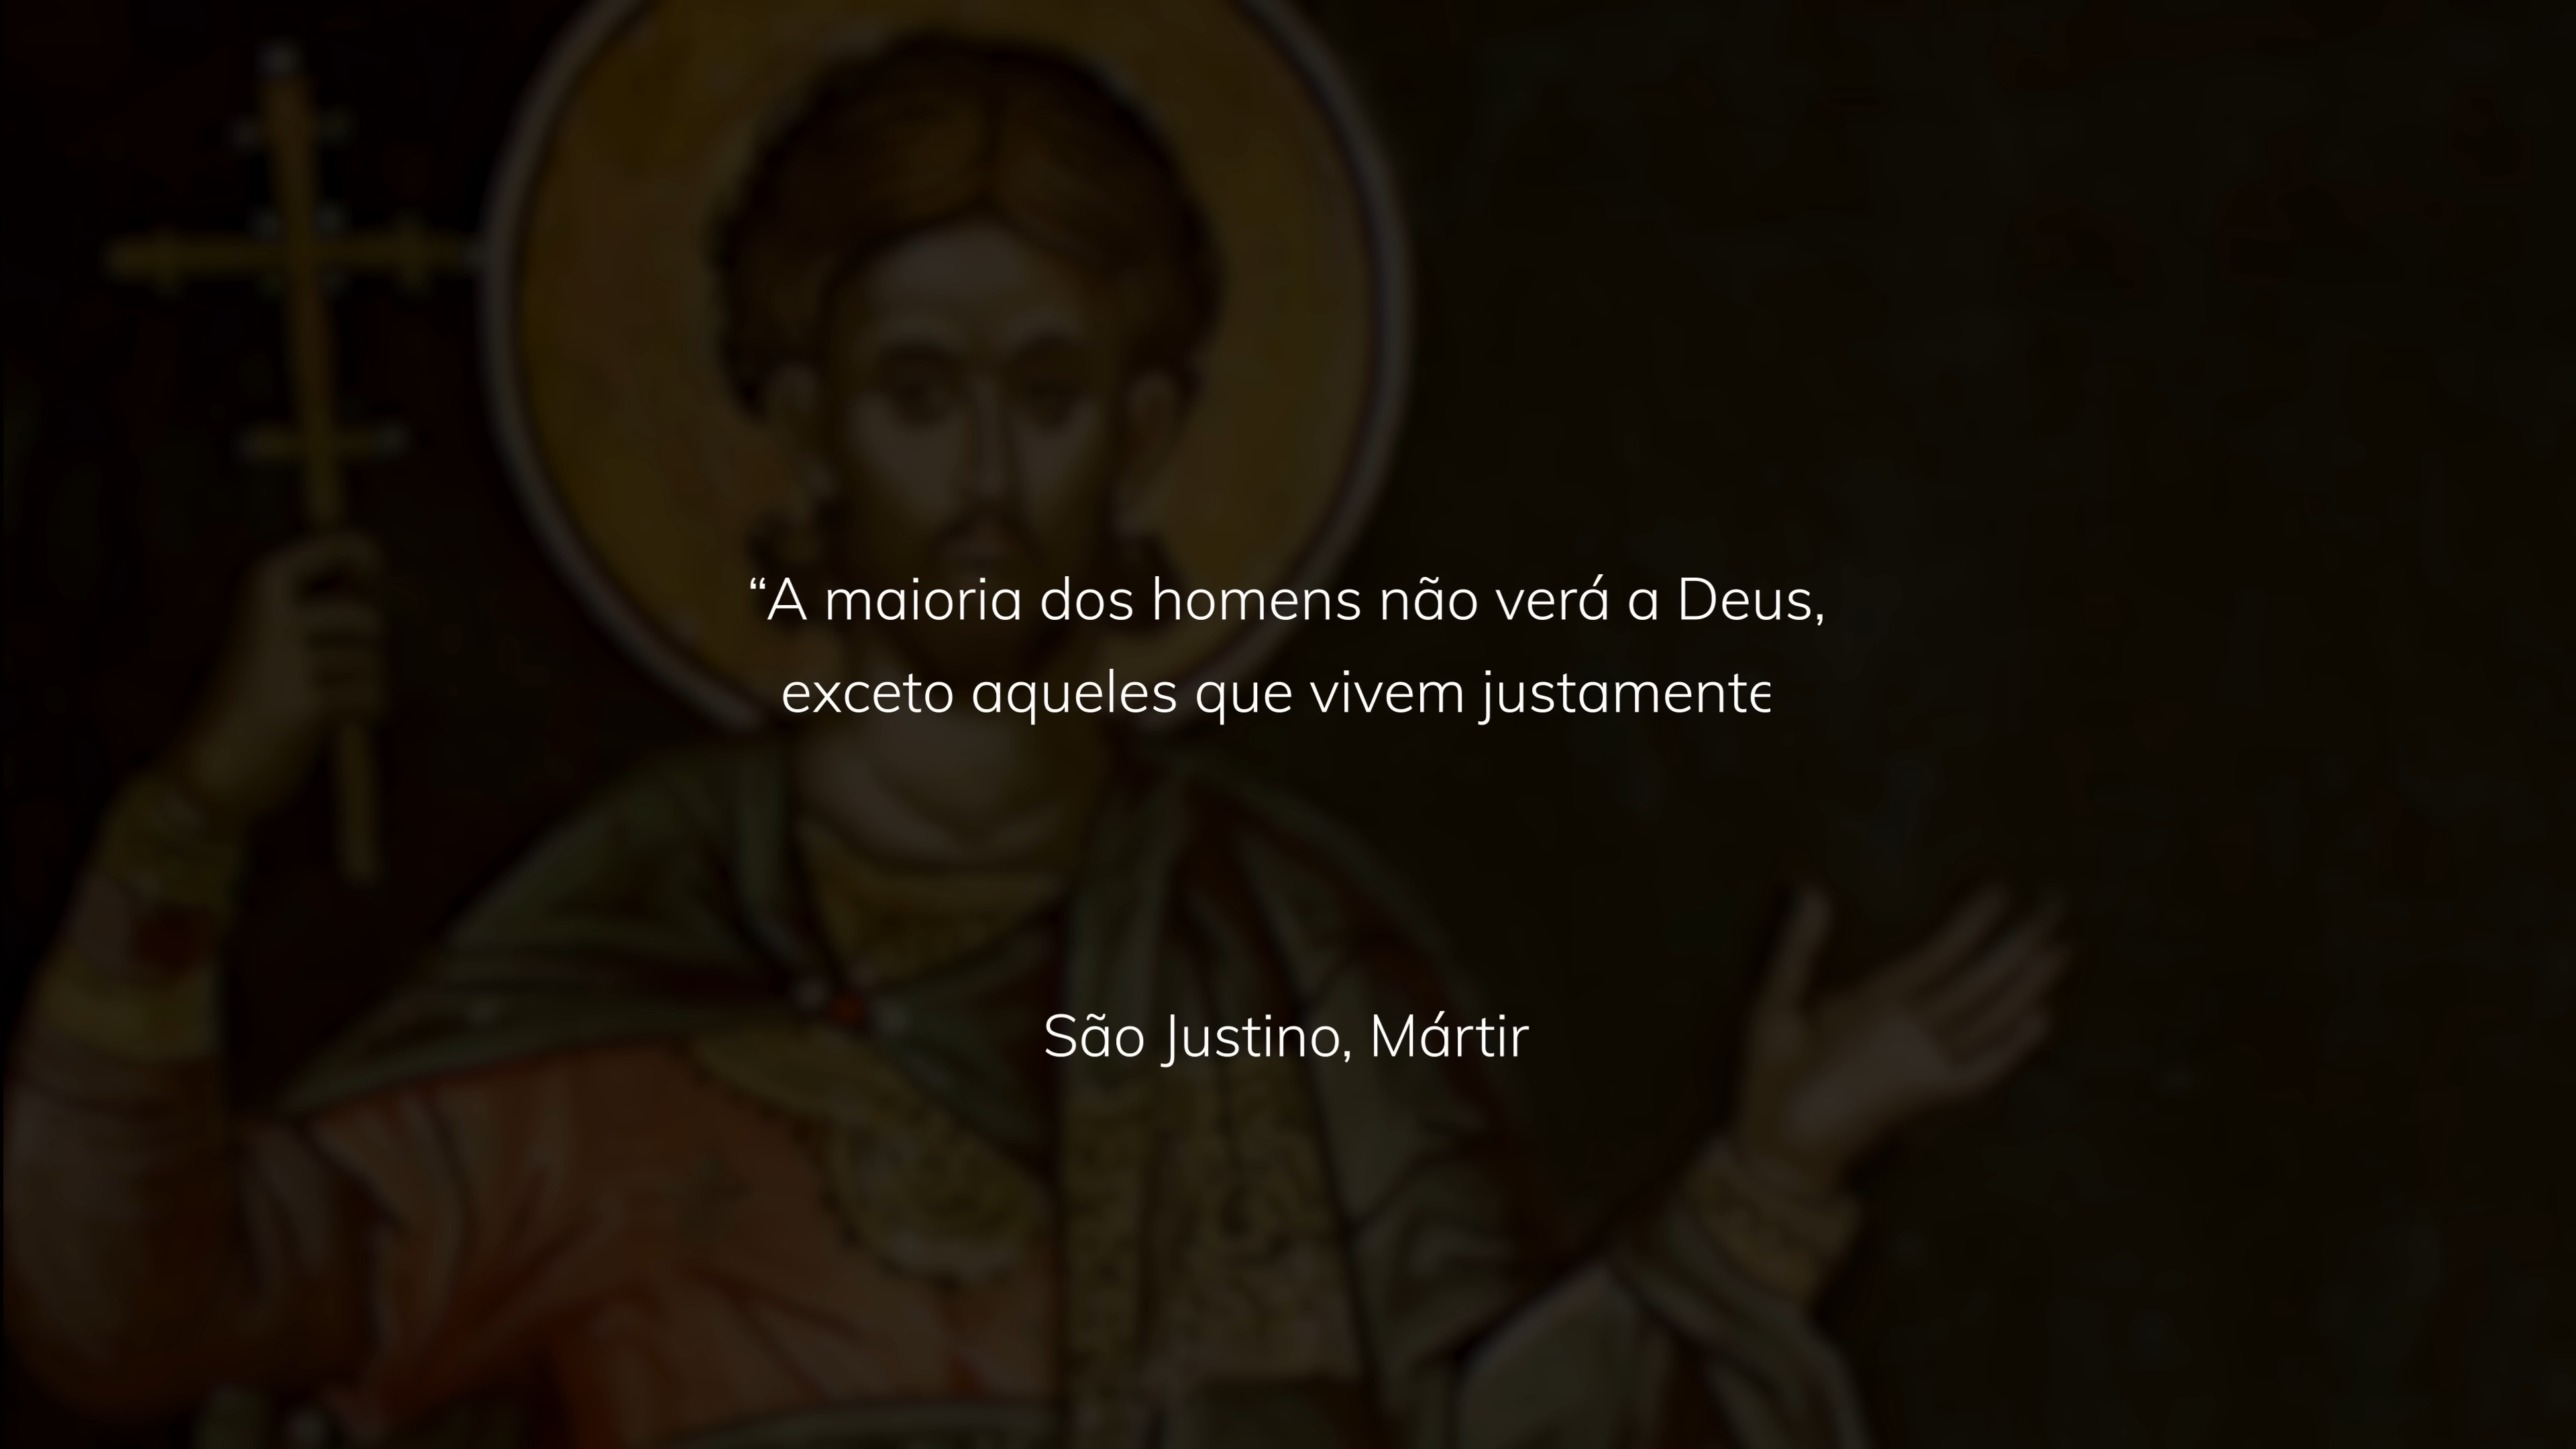 “A maioria dos homens não verá a Deus,
exceto aqueles que vivem justamente
São Justino, Mártir